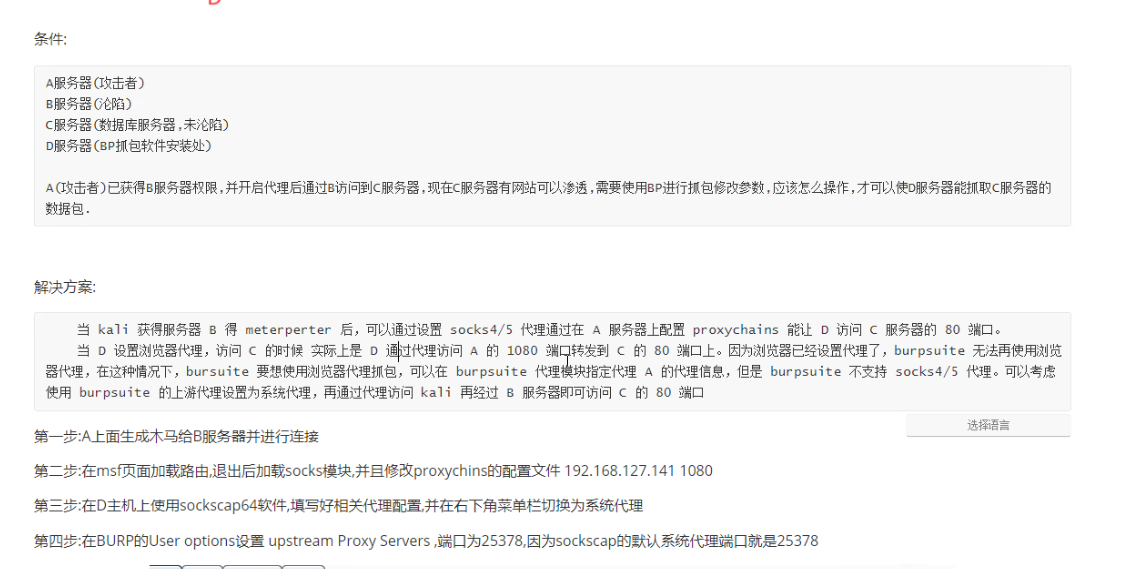 条件:
A服务器(攻击者)
B服务器(沦陷)
C服务器(数据库服务器,未沦陷)
D服务器(BP抓包软件安装处)
A(攻击者)已获得B服务器权限,并开启代理后通过B访问到C服务器,现在C服务器有网站可以渗透,需要使用BP进行抓包修改参数,应该怎么操作,才可以使D服务器能抓取C服务器的
数据包.
解决方案:
当 kali 获得服务器 B 得 meterperter 后，可以通过设置 socks4/5 代理通过在 A 服务器上配置 proxychains 能让 D 访问 C 服务器的 80 端口。
当 D 设置浏览器代理，访问 C 的时候 实际上是 D 通过代理访问 A 的 1080 端口转发到 C 的 80 端口上。因为浏览器已经设置代理了，burpsuite 无法再使用浏览
器代理，在这种情况下，bursuite 要想使用浏览器代理抓包，可以在 burpsuite 代理模块指定代理 A 的代理信息，但是 burpsuite 不支持 socks4/5 代理。可以考虑
使用 burpsuite 的上游代理设置为系统代理，再通过代理访问 kali 再经过 B 服务器即可访问 C 的 80 端口
选择语言
第一步:A上面生成木马给B服务器并进行连接
第二步:在msf页面加载路由,退出后加载socks模块,并且修改proxychins的配置文件 192.168.127.141 1080
第三步:在D主机上使用sockscap64软件,填写好相关代理配置,并在右下角菜单栏切换为系统代理
第四步:在BURP的User options设置 upstream Proxy Servers ,端口为25378,因为sockscap的默认系统代理端口就是25378